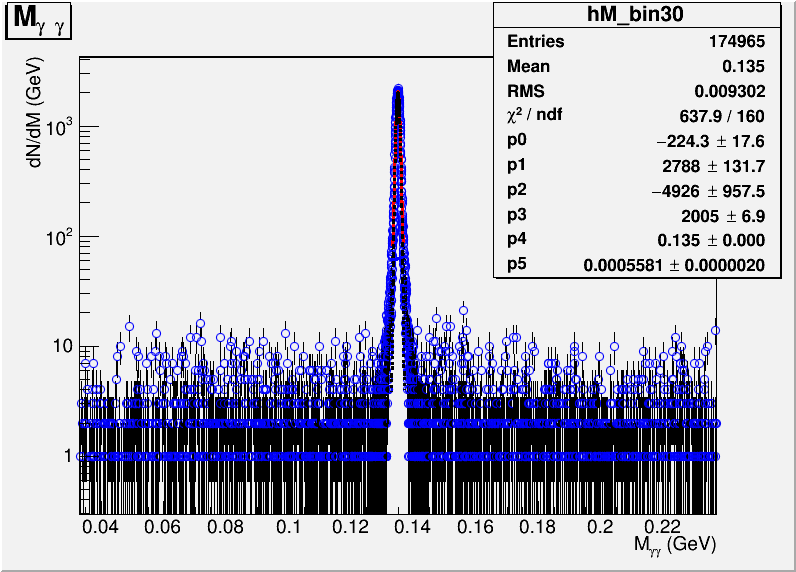 M γ γ
hM_bin30
Entries 174965
Mean 0.135
RMS 0.009302
χ² / ndf 637.9 / 160
p0 −224.3 ± 17.6
p1 2788 ± 131.7
p2 −4926 ± 957.5
p3 2005 ± 6.9
p4 0.135 ± 0.000
p5 0.0005581 ± 0.0000020
dN/dM (GeV)
10³
10²
10
1
0.04 0.06 0.08 0.1 0.12 0.14 0.16 0.18 0.2 0.22
Mγγ (GeV)